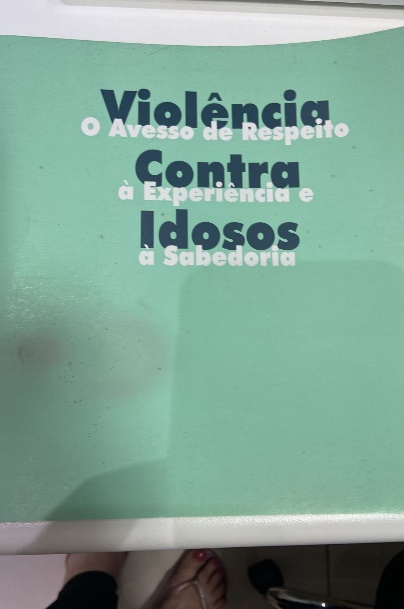 Violência
O Avesso de Respeito
Contra
à Experiência e
Idosos
à Sabedoria